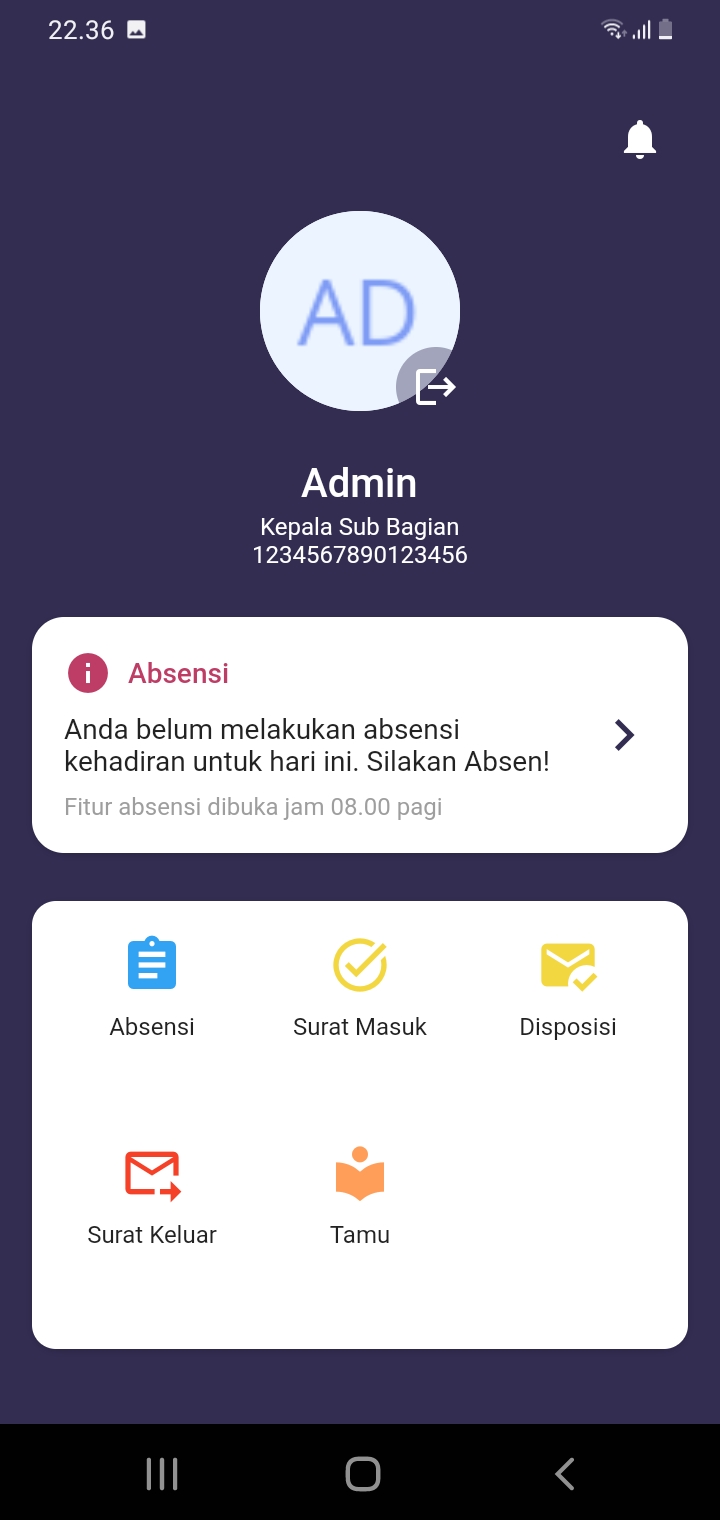 22.36
AD
Admin
Kepala Sub Bagian
1234567890123456
Absensi
Anda belum melakukan absensi
kehadiran untuk hari ini. Silakan Absen!
Fitur absensi dibuka jam 08.00 pagi
Absensi
Surat Masuk
Disposisi
Surat Keluar
Tamu